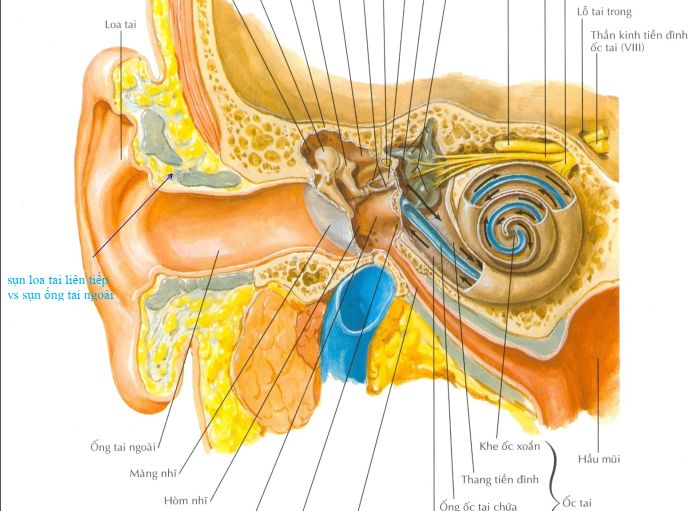 Lỗ tai trong
Loa tai
Thần kinh tiền đình
ốc tai (VIII)
sụn loa tai liên tiếp
vs sụn ống tai ngoài
Ống tai ngoài
Khe ốc xoắn
Hầu mũi
Màng nhĩ
Thang tiền đình
Hòm nhĩ
Ống ốc tai chứa
Ốc tai